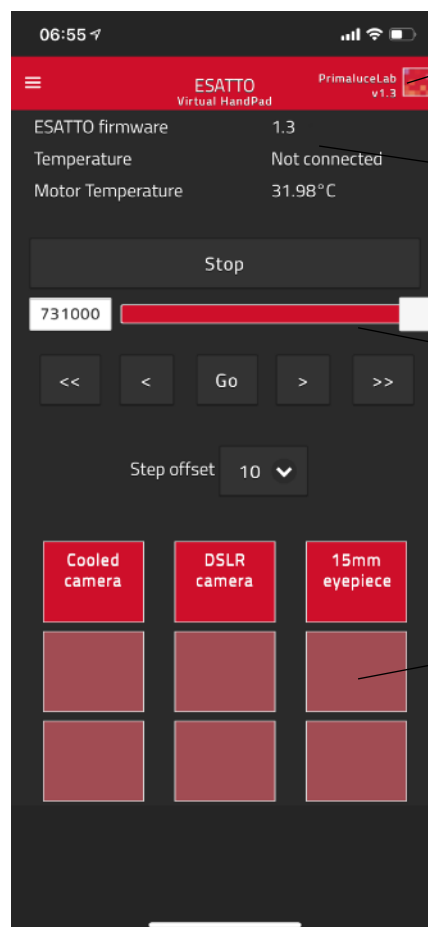 06:55
ESATTO
Virtual HandPad
PrimaluceLab
v1.3
ESATTO firmware 1.3
Temperature Not connected
Motor Temperature 31.98°C
Stop
731000
<< < Go > >>
Step offset 10
Cooled camera
DSLR camera
15mm eyepiece